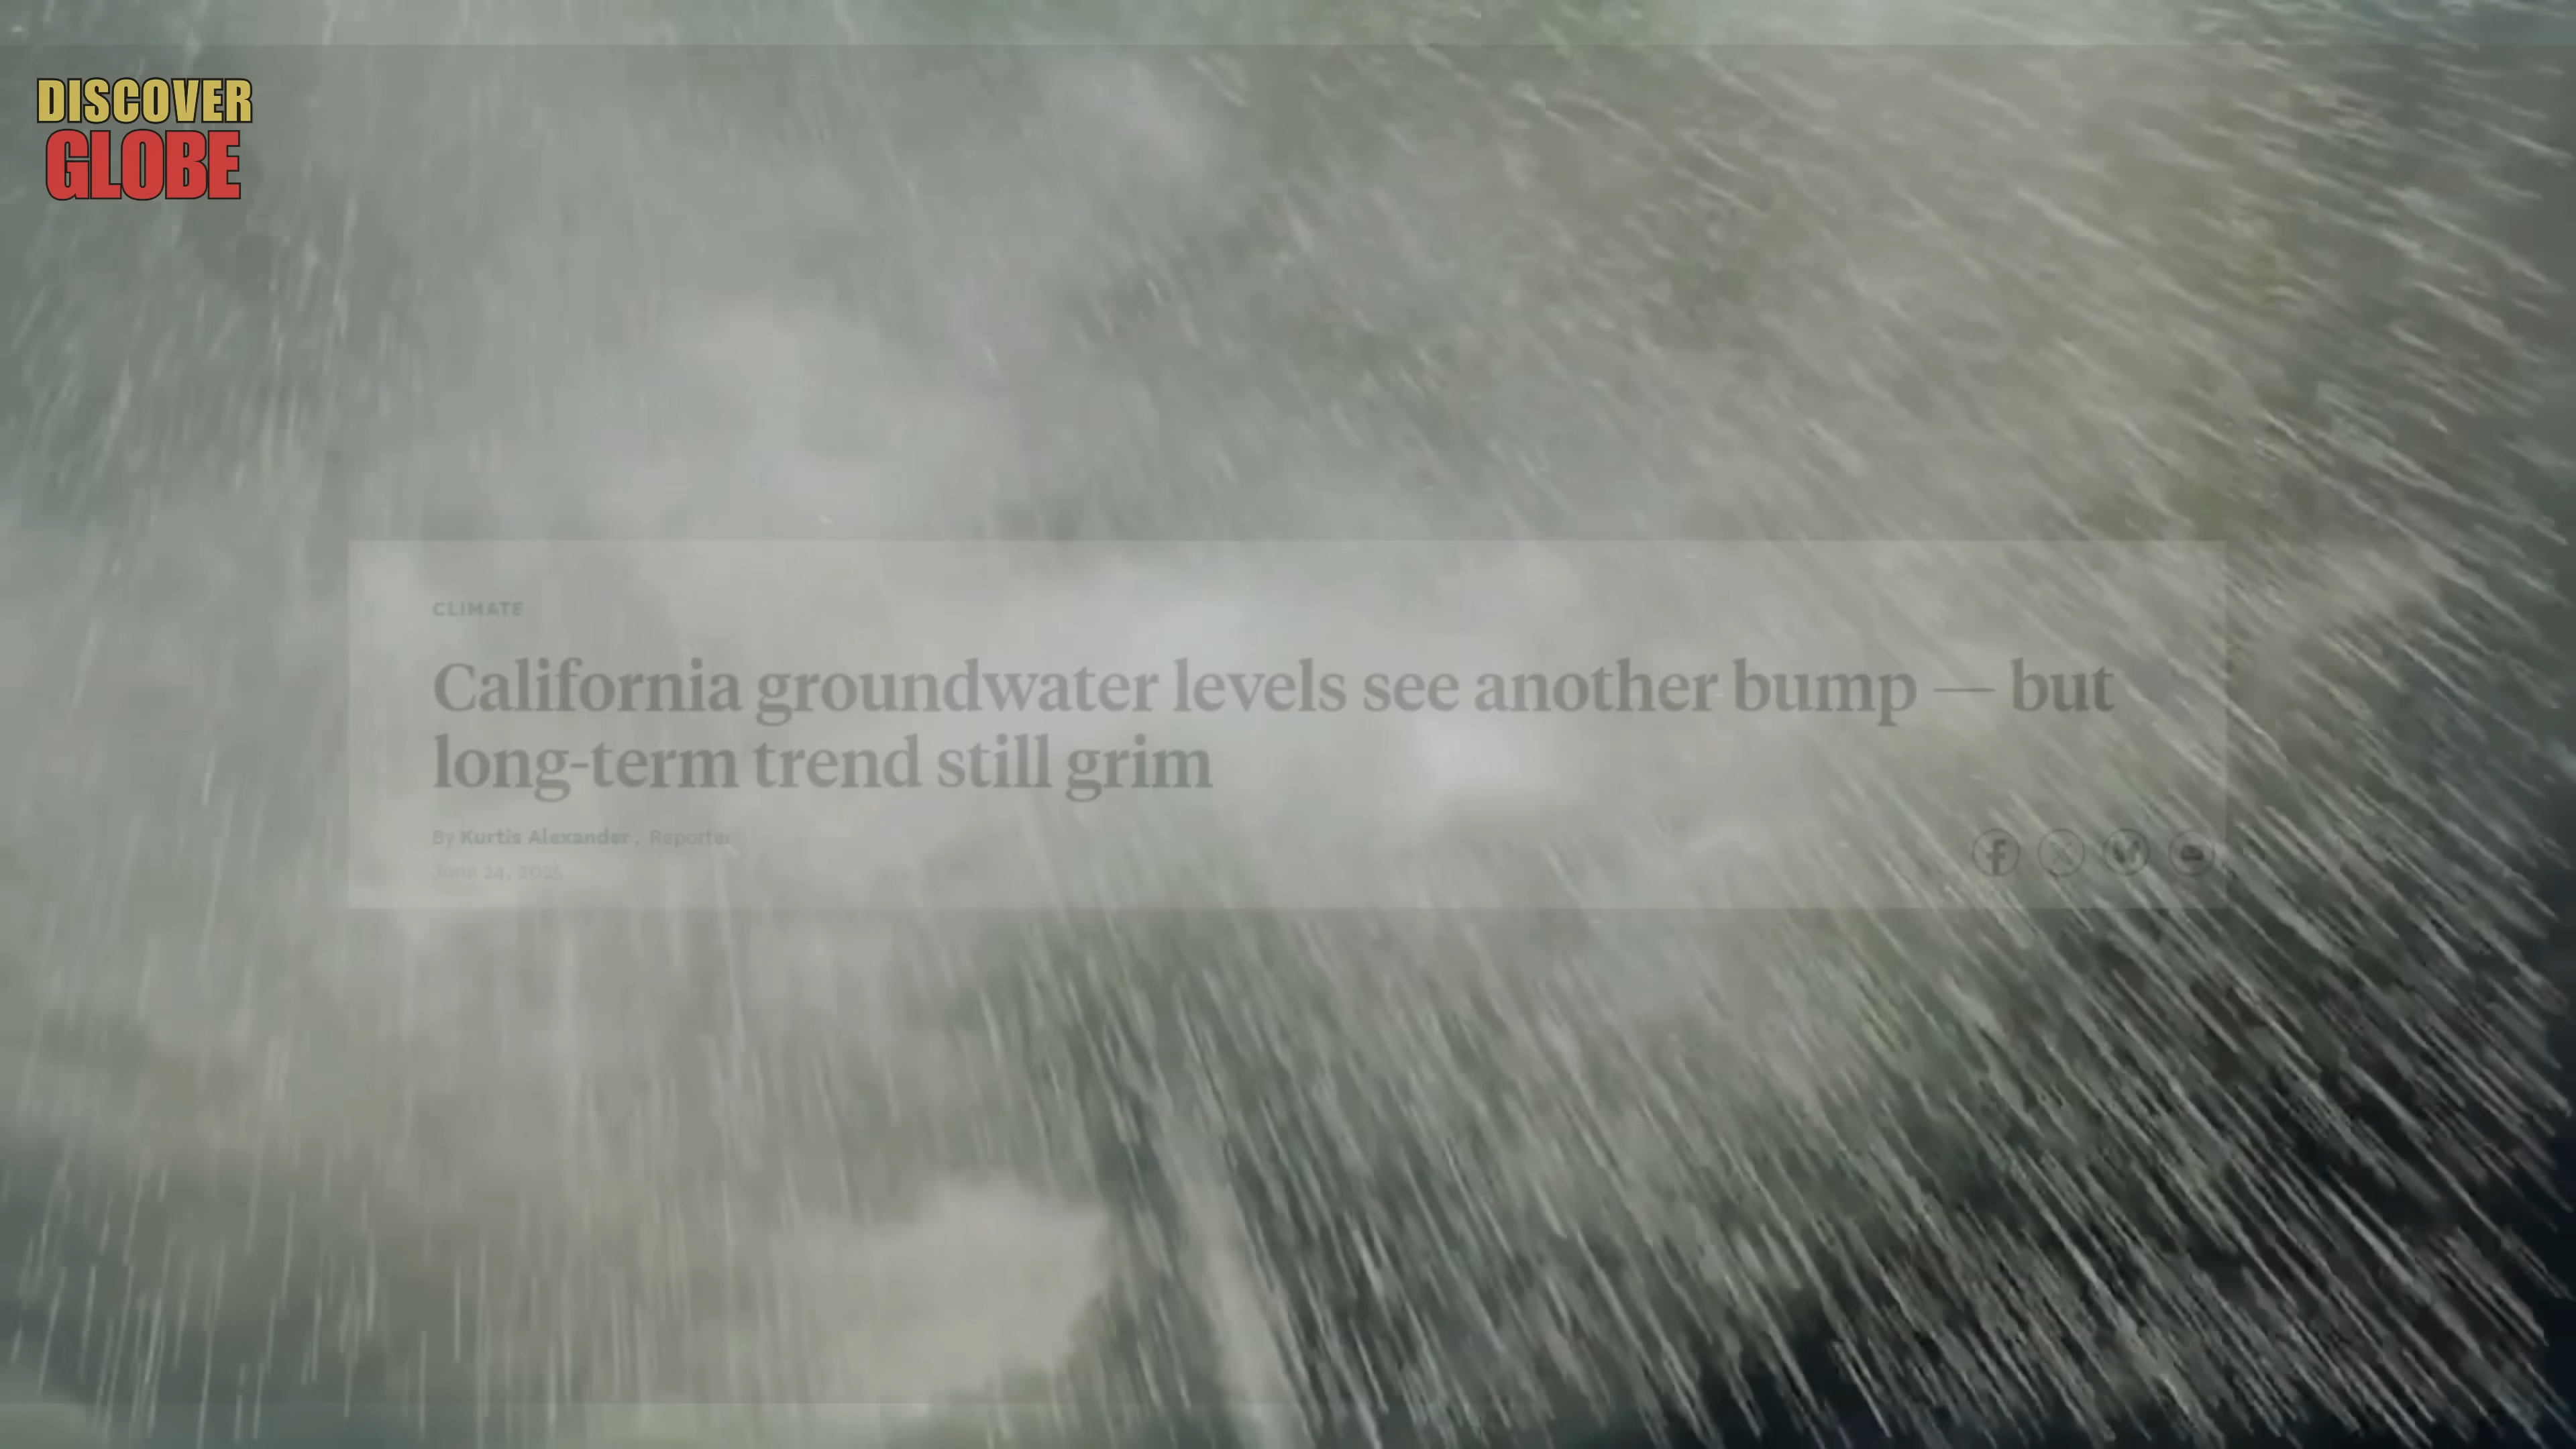 DISCOVER
GLOBE
CLIMATE
California groundwater levels see another bump — but
long-term trend still grim
By Kurtis Alexander, Reporter
June 24, 2025